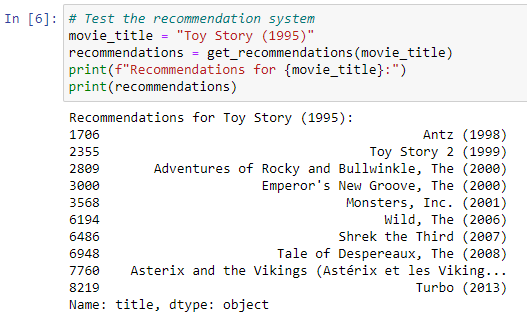 In [6]: # Test the recommendation system
movie_title = "Toy Story (1995)"
recommendations = get_recommendations(movie_title)
print(f"Recommendations for {movie_title}:")
print(recommendations)
Recommendations for Toy Story (1995):
1706 Antz (1998)
2355 Toy Story 2 (1999)
2809 Adventures of Rocky and Bullwinkle, The (2000)
3000 Emperor's New Groove, The (2000)
3568 Monsters, Inc. (2001)
6194 Wild, The (2006)
6486 Shrek the Third (2007)
6948 Tale of Despereaux, The (2008)
7760 Asterix and the Vikings (Astérix et les Viking...
8219 Turbo (2013)
Name: title, dtype: object